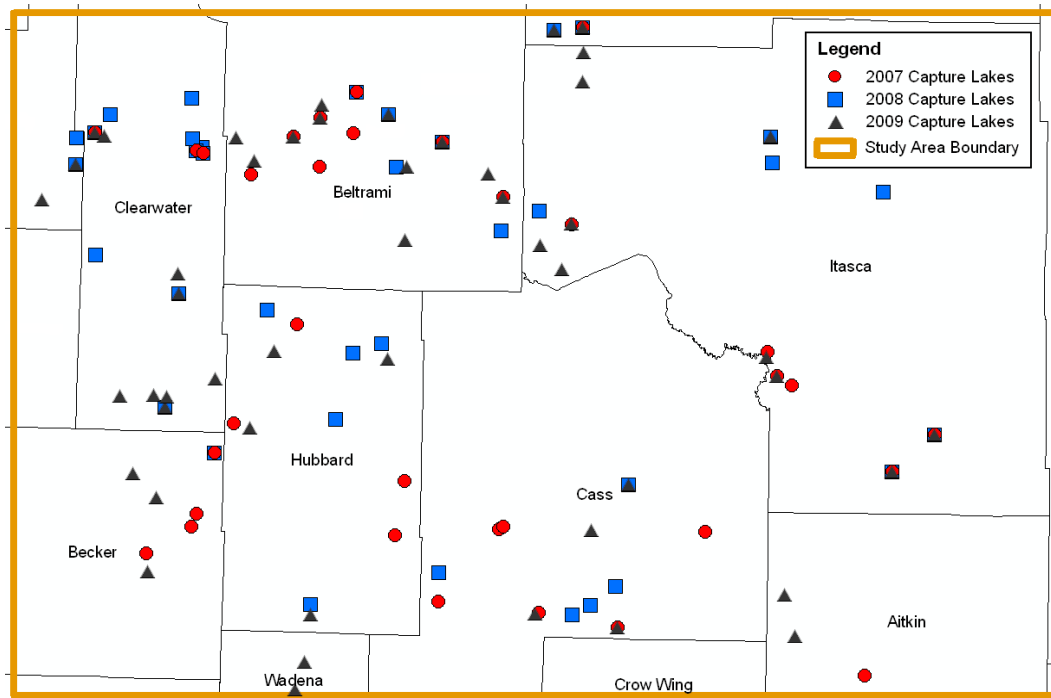 Legend
2007 Capture Lakes
2008 Capture Lakes
2009 Capture Lakes
Study Area Boundary
Beltrami
Clearwater
Itasca
Hubbard
Cass
Becker
Aitkin
Wadena
Crow Wing